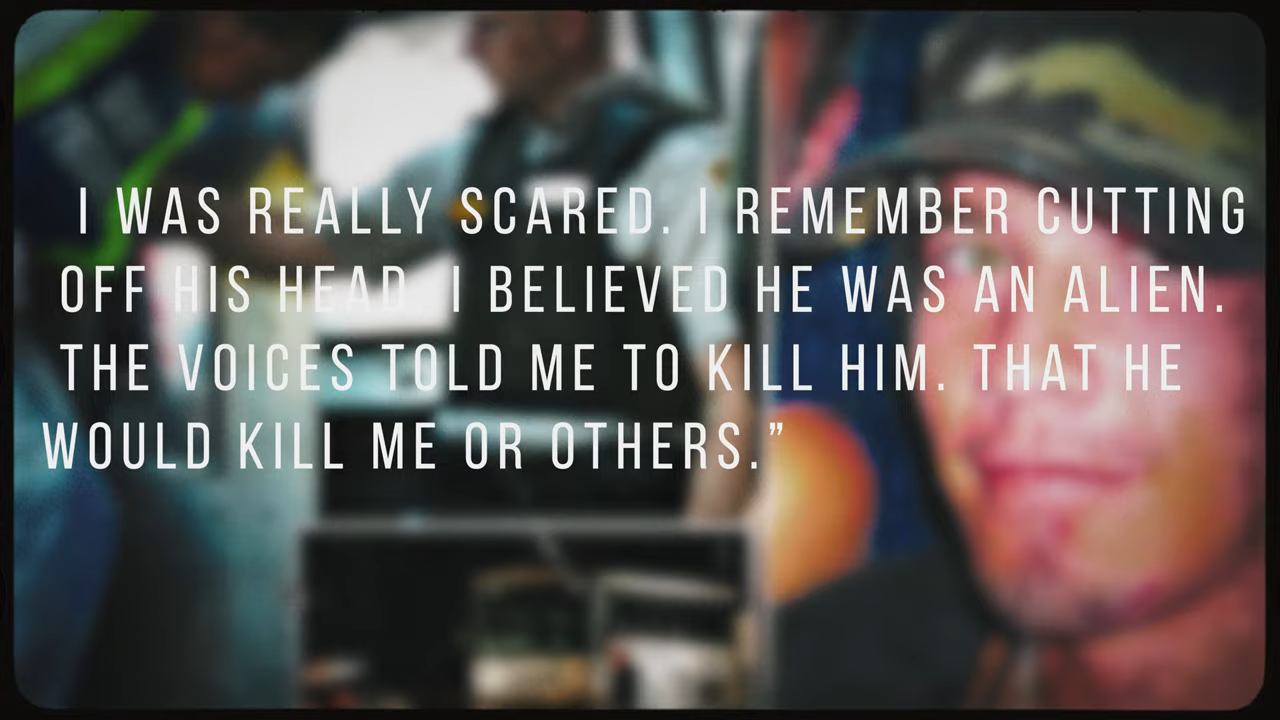 I WAS REALLY SCARED. I REMEMBER CUTTING
OFF HIS HEAD. I BELIEVED HE WAS AN ALIEN.
THE VOICES TOLD ME TO KILL HIM. THAT HE
WOULD KILL ME OR OTHERS.”